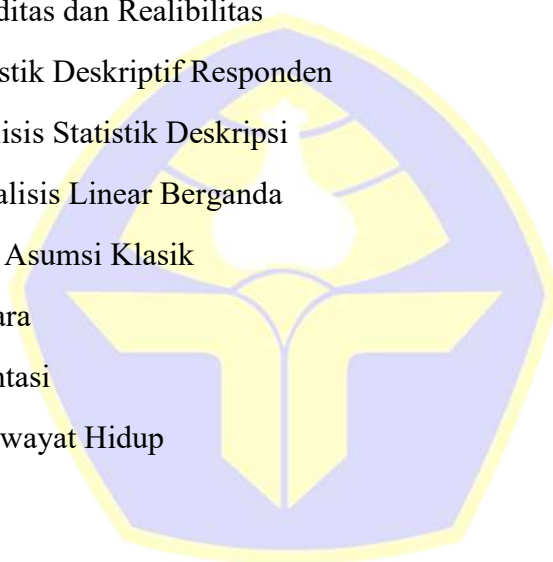 ditas dan Realibilitas
stik Deskriptif Responden
isis Statistik Deskripsi
alisis Linear Berganda
Asumsi Klasik
ara
ntasi
wayat Hidup